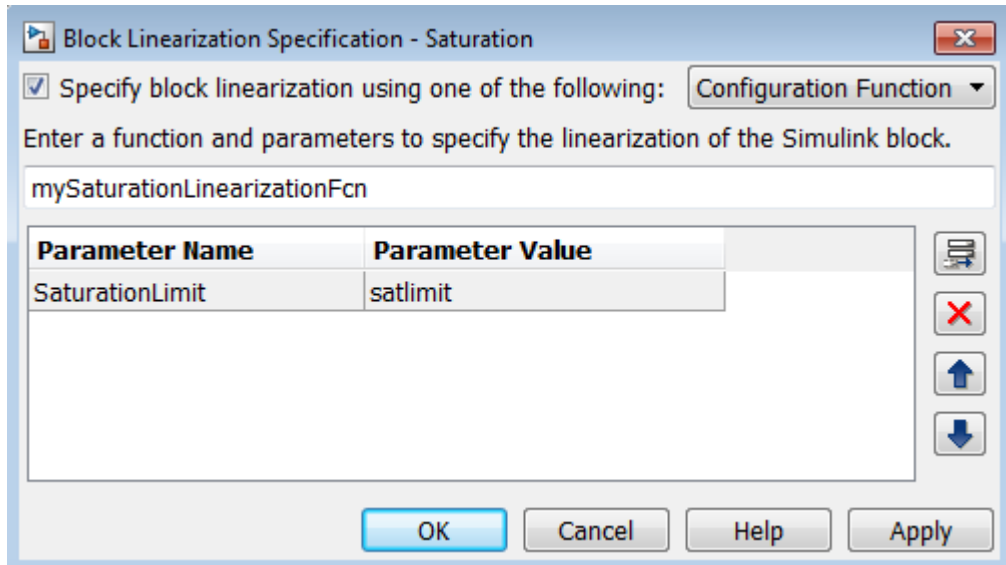 Block Linearization Specification - Saturation
Specify block linearization using one of the following: Configuration Function
Enter a function and parameters to specify the linearization of the Simulink block.
mySaturationLinearizationFcn
Parameter Name Parameter Value
SaturationLimit satlimit
OK Cancel Help Apply